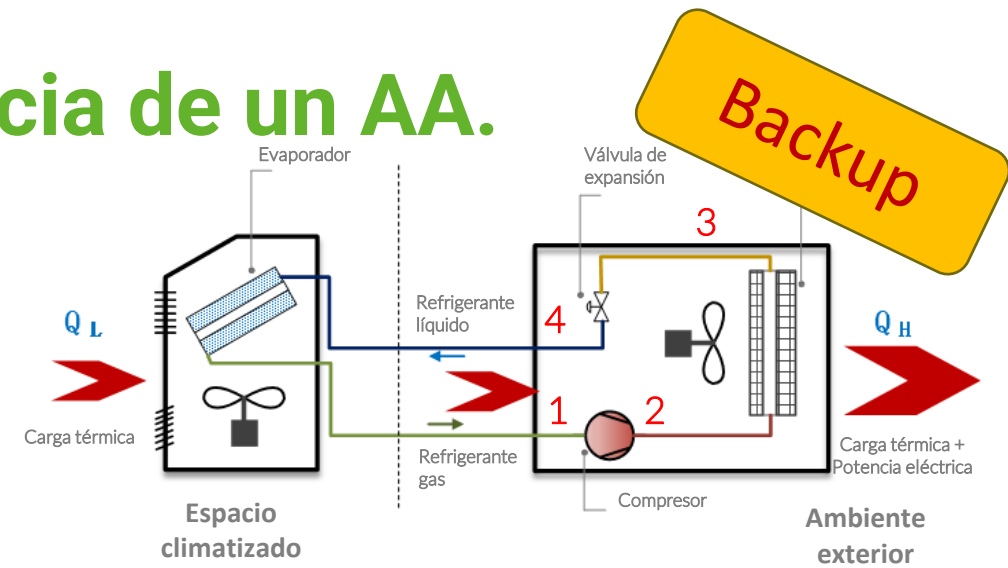 cia de un AA.
Backup
Evaporador
Válvula de
expansión
3
Q L
Refrigerante
líquido
4
Q H
1
2
Carga térmica
Refrigerante
gas
Carga térmica +
Potencia eléctrica
Compresor
Espacio
climatizado
Ambiente
exterior